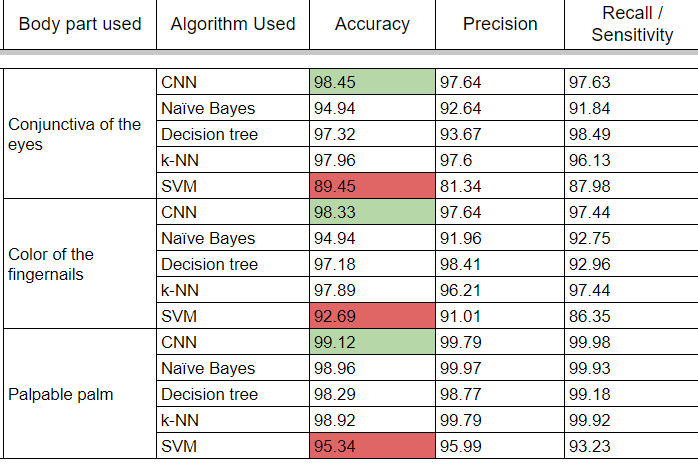 Body part used Algorithm Used Accuracy Precision Recall /
Sensitivity
Conjunctiva of the
eyes
CNN 98.45 97.64 97.63
Naïve Bayes 94.94 92.64 91.84
Decision tree 97.32 93.67 98.49
k-NN 97.96 97.6 96.13
SVM 89.45 81.34 87.98
Color of the
fingernails
CNN 98.33 97.64 97.44
Naïve Bayes 94.94 91.96 92.75
Decision tree 97.18 98.41 92.96
k-NN 97.89 96.21 97.44
SVM 92.69 91.01 86.35
Palpable palm
CNN 99.12 99.79 99.98
Naïve Bayes 98.96 99.97 99.93
Decision tree 98.29 98.77 99.18
k-NN 98.92 99.79 99.92
SVM 95.34 95.99 93.23